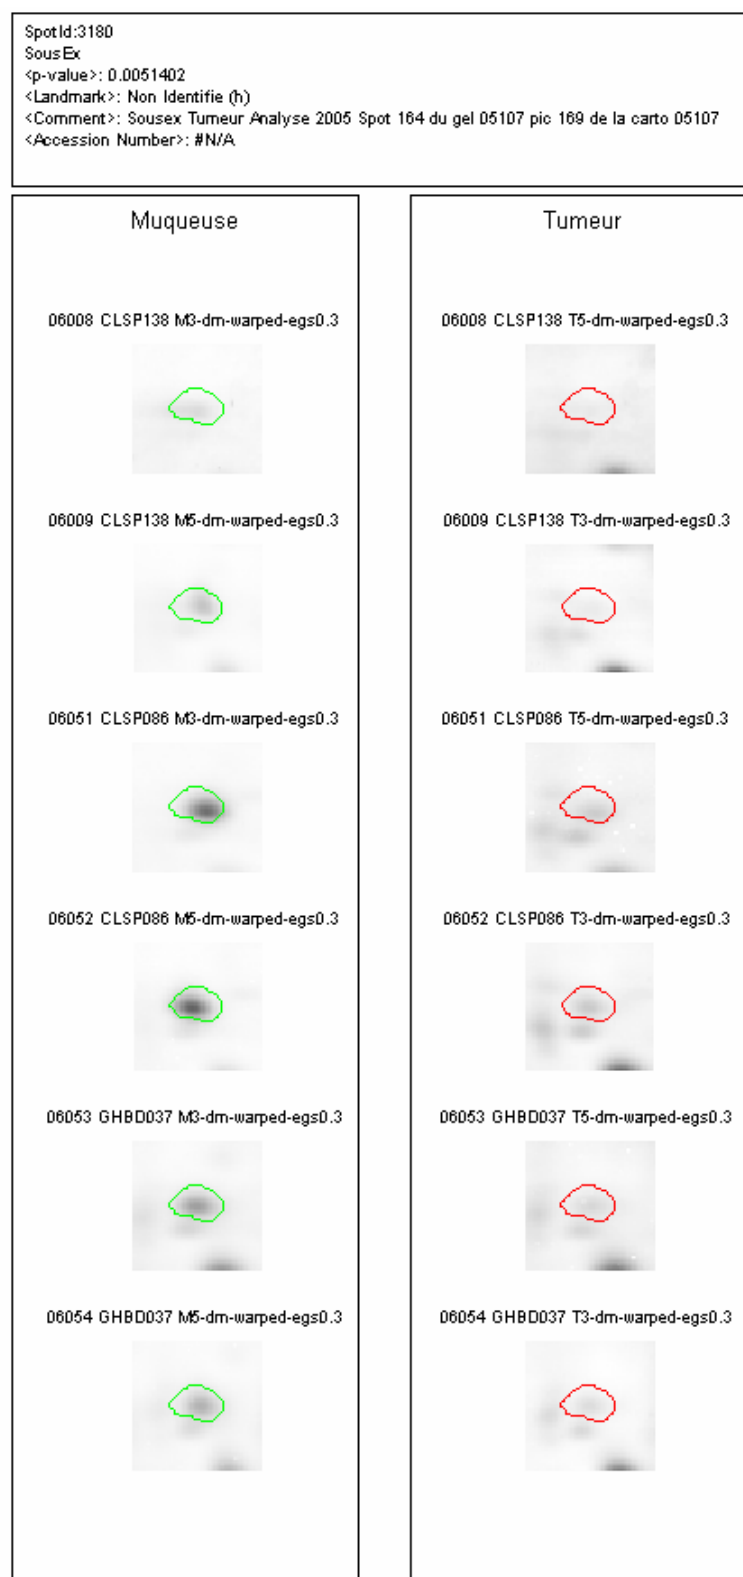 SpotId:3180
SousEx
<p-value>: 0.0051402
<Landmark>: Non Identifie (h)
<Comment>: Sousex Tumeur Analyse 2005 Spot 164 du gel 05107 pic 169 de la carto 05107
<Accession Number>: #N/A
Muqueuse
Tumeur
06008 CLSP138 M3-dm-warped-egs0.3
06008 CLSP138 T5-dm-warped-egs0.3
06009 CLSP138 M5-dm-warped-egs0.3
06009 CLSP138 T3-dm-warped-egs0.3
06051 CLSP086 M3-dm-warped-egs0.3
06051 CLSP086 T5-dm-warped-egs0.3
06052 CLSP086 M5-dm-warped-egs0.3
06052 CLSP086 T3-dm-warped-egs0.3
06053 GHBD037 M3-dm-warped-egs0.3
06053 GHBD037 T5-dm-warped-egs0.3
06054 GHBD037 M5-dm-warped-egs0.3
06054 GHBD037 T3-dm-warped-egs0.3